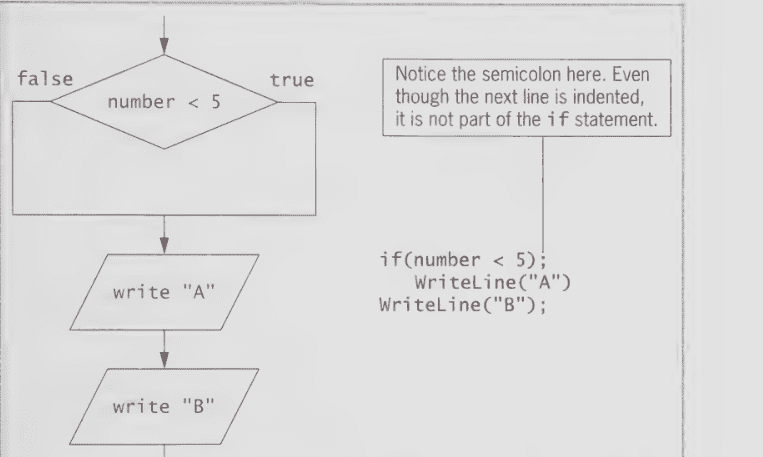 false
true
number < 5
Notice the semicolon here. Even
though the next line is indented,
it is not part of the if statement.
if(number < 5);
WriteLine("A")
WriteLine("B");
write "A"
write "B"